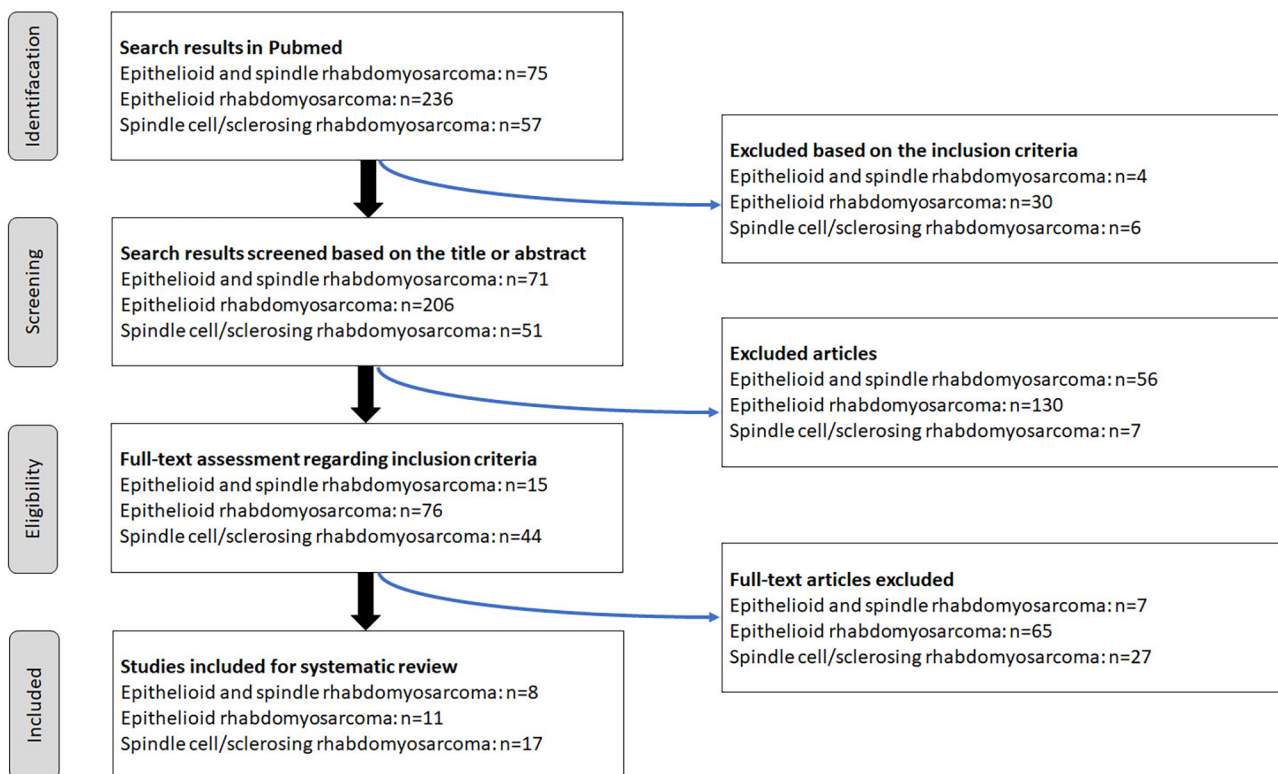 Identifacation
Search results in Pubmed
Epithelioid and spindle rhabdomyosarcoma: n=75
Epithelioid rhabdomyosarcoma: n=236
Spindle cell/sclerosing rhabdomyosarcoma: n=57
Excluded based on the inclusion criteria
Epithelioid and spindle rhabdomyosarcoma: n=4
Epithelioid rhabdomyosarcoma: n=30
Spindle cell/sclerosing rhabdomyosarcoma: n=6
Screening
Search results screened based on the title or abstract
Epithelioid and spindle rhabdomyosarcoma: n=71
Epithelioid rhabdomyosarcoma: n=206
Spindle cell/sclerosing rhabdomyosarcoma: n=51
Excluded articles
Epithelioid and spindle rhabdomyosarcoma: n=56
Epithelioid rhabdomyosarcoma: n=130
Spindle cell/sclerosing rhabdomyosarcoma: n=7
Eligibility
Full-text assessment regarding inclusion criteria
Epithelioid and spindle rhabdomyosarcoma: n=15
Epithelioid rhabdomyosarcoma: n=76
Spindle cell/sclerosing rhabdomyosarcoma: n=44
Full-text articles excluded
Epithelioid and spindle rhabdomyosarcoma: n=7
Epithelioid rhabdomyosarcoma: n=65
Spindle cell/sclerosing rhabdomyosarcoma: n=27
Included
Studies included for systematic review
Epithelioid and spindle rhabdomyosarcoma: n=8
Epithelioid rhabdomyosarcoma: n=11
Spindle cell/sclerosing rhabdomyosarcoma: n=17